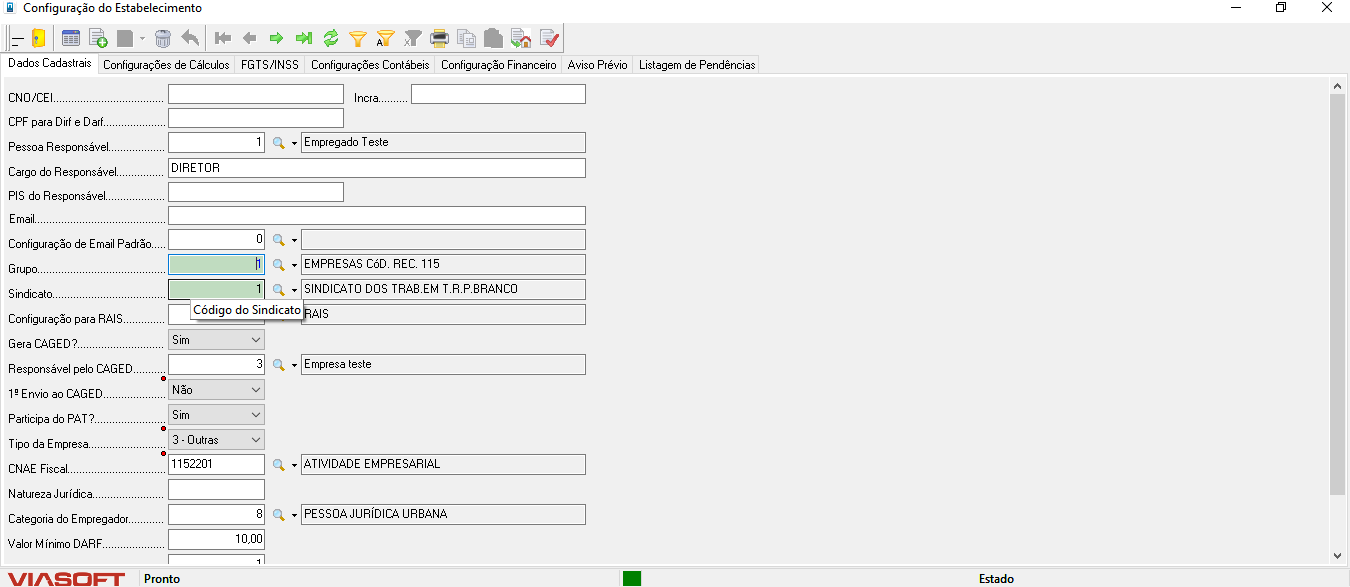 Configuração do Estabelecimento
Dados Cadastrais Configurações de Cálculos FGTS/INSS Configurações Contábeis Configuração Financeiro Aviso Prévio Listagem de Pendências
CNO/CEI.................................... Incra..........
CPF para Dirf e Darf.....................
Pessoa Responsável.................. 1 Empregado Teste
Cargo do Responsável............... DIRETOR
PIS do Responsável...................
Email...........................................
Configuração de Email Padrão.... 0
Grupo.......................................... 1 EMPRESAS CóD. REC. 115
Sindicato..................................... 1 SINDICATO DOS TRAB.EM T.R.P.BRANCO
Código do Sindicato
Configuração para RAIS............. RAIS
Gera CAGED?............................ Sim
Responsável pelo CAGED.......... 3 Empresa teste
1º Envio ao CAGED.................... Não
Participa do PAT?....................... Sim
Tipo da Empresa......................... 3 - Outras
CNAE Fiscal................................ 1152201 ATIVIDADE EMPRESARIAL
Natureza Jurídica........................
Categoria do Empregador............ 8 PESSOA JURÍDICA URBANA
Valor Mínimo DARF.................... 10,00
1
VIASOFT Pronto Estado